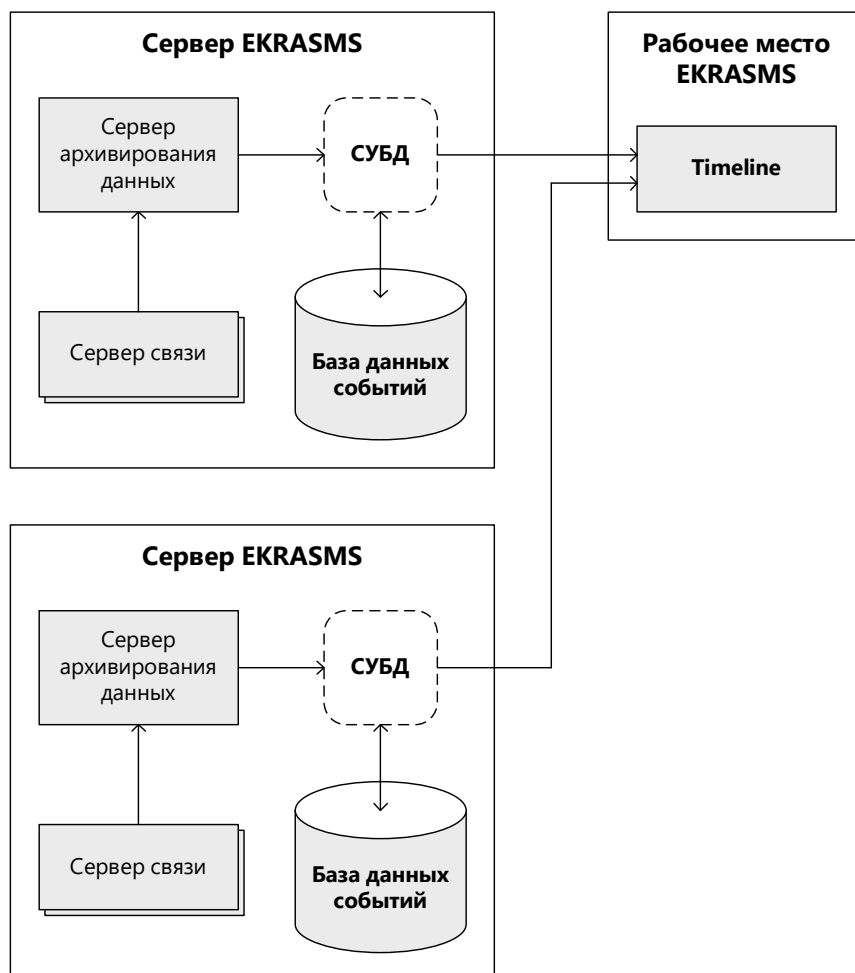 Сервер EKRASMS
Сервер
архивирования
данных
СУБД
Сервер связи
База данных
событий
Рабочее место
EKRASMS
Timeline
Сервер EKRASMS
Сервер
архивирования
данных
СУБД
Сервер связи
База данных
событий